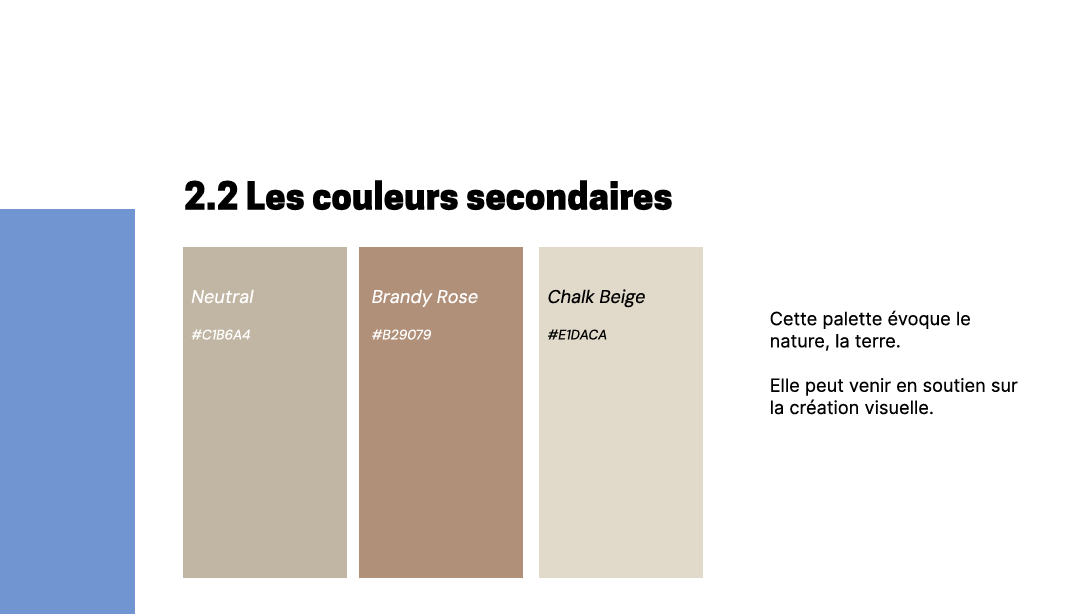 2.2 Les couleurs secondaires
Neutral
#C1B6A4
Brandy Rose
#B29079
Chalk Beige
#E1DACA
Cette palette évoque le
nature, la terre.
Elle peut venir en soutien sur
la création visuelle.